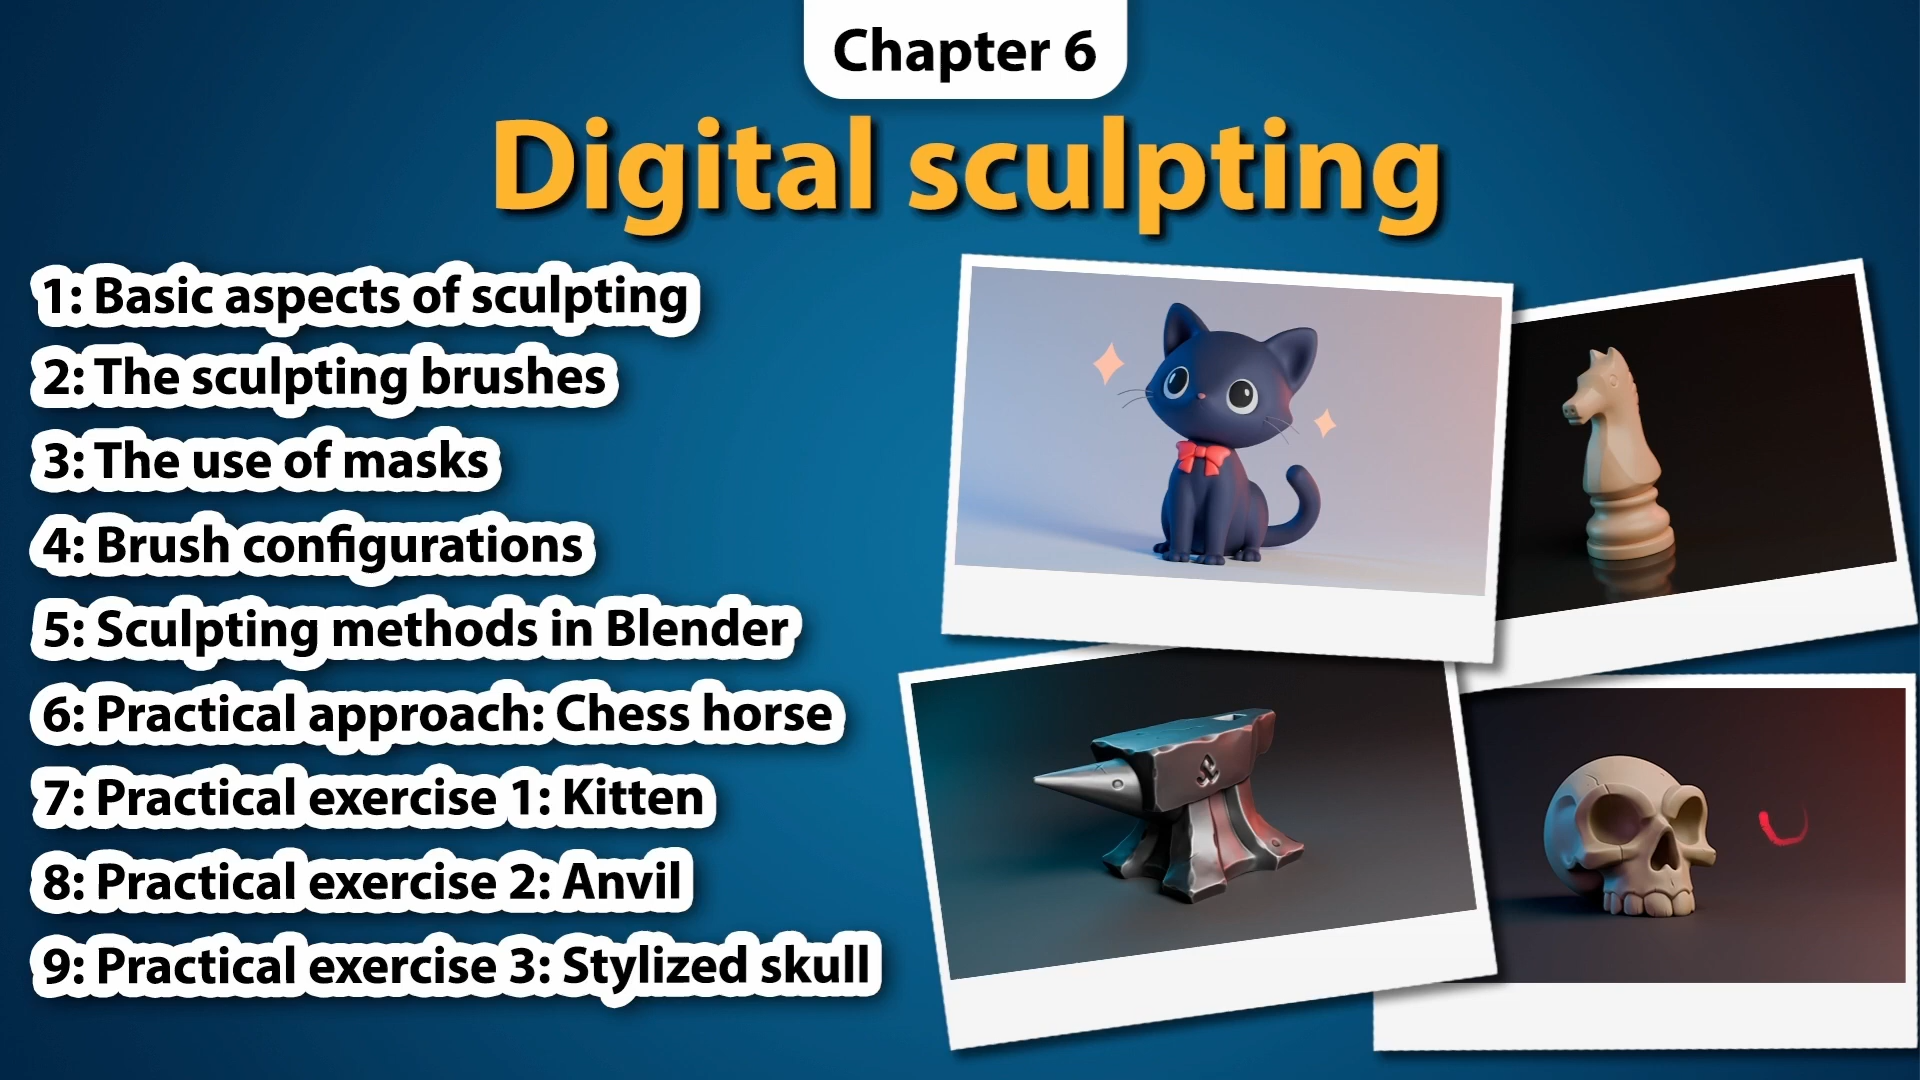 Chapter 6
Digital sculpting
1: Basic aspects of sculpting
2: The sculpting brushes
3: The use of masks
4: Brush configurations
5: Sculpting methods in Blender
6: Practical approach: Chess horse
7: Practical exercise 1: Kitten
8: Practical exercise 2: Anvil
9: Practical exercise 3: Stylized skull